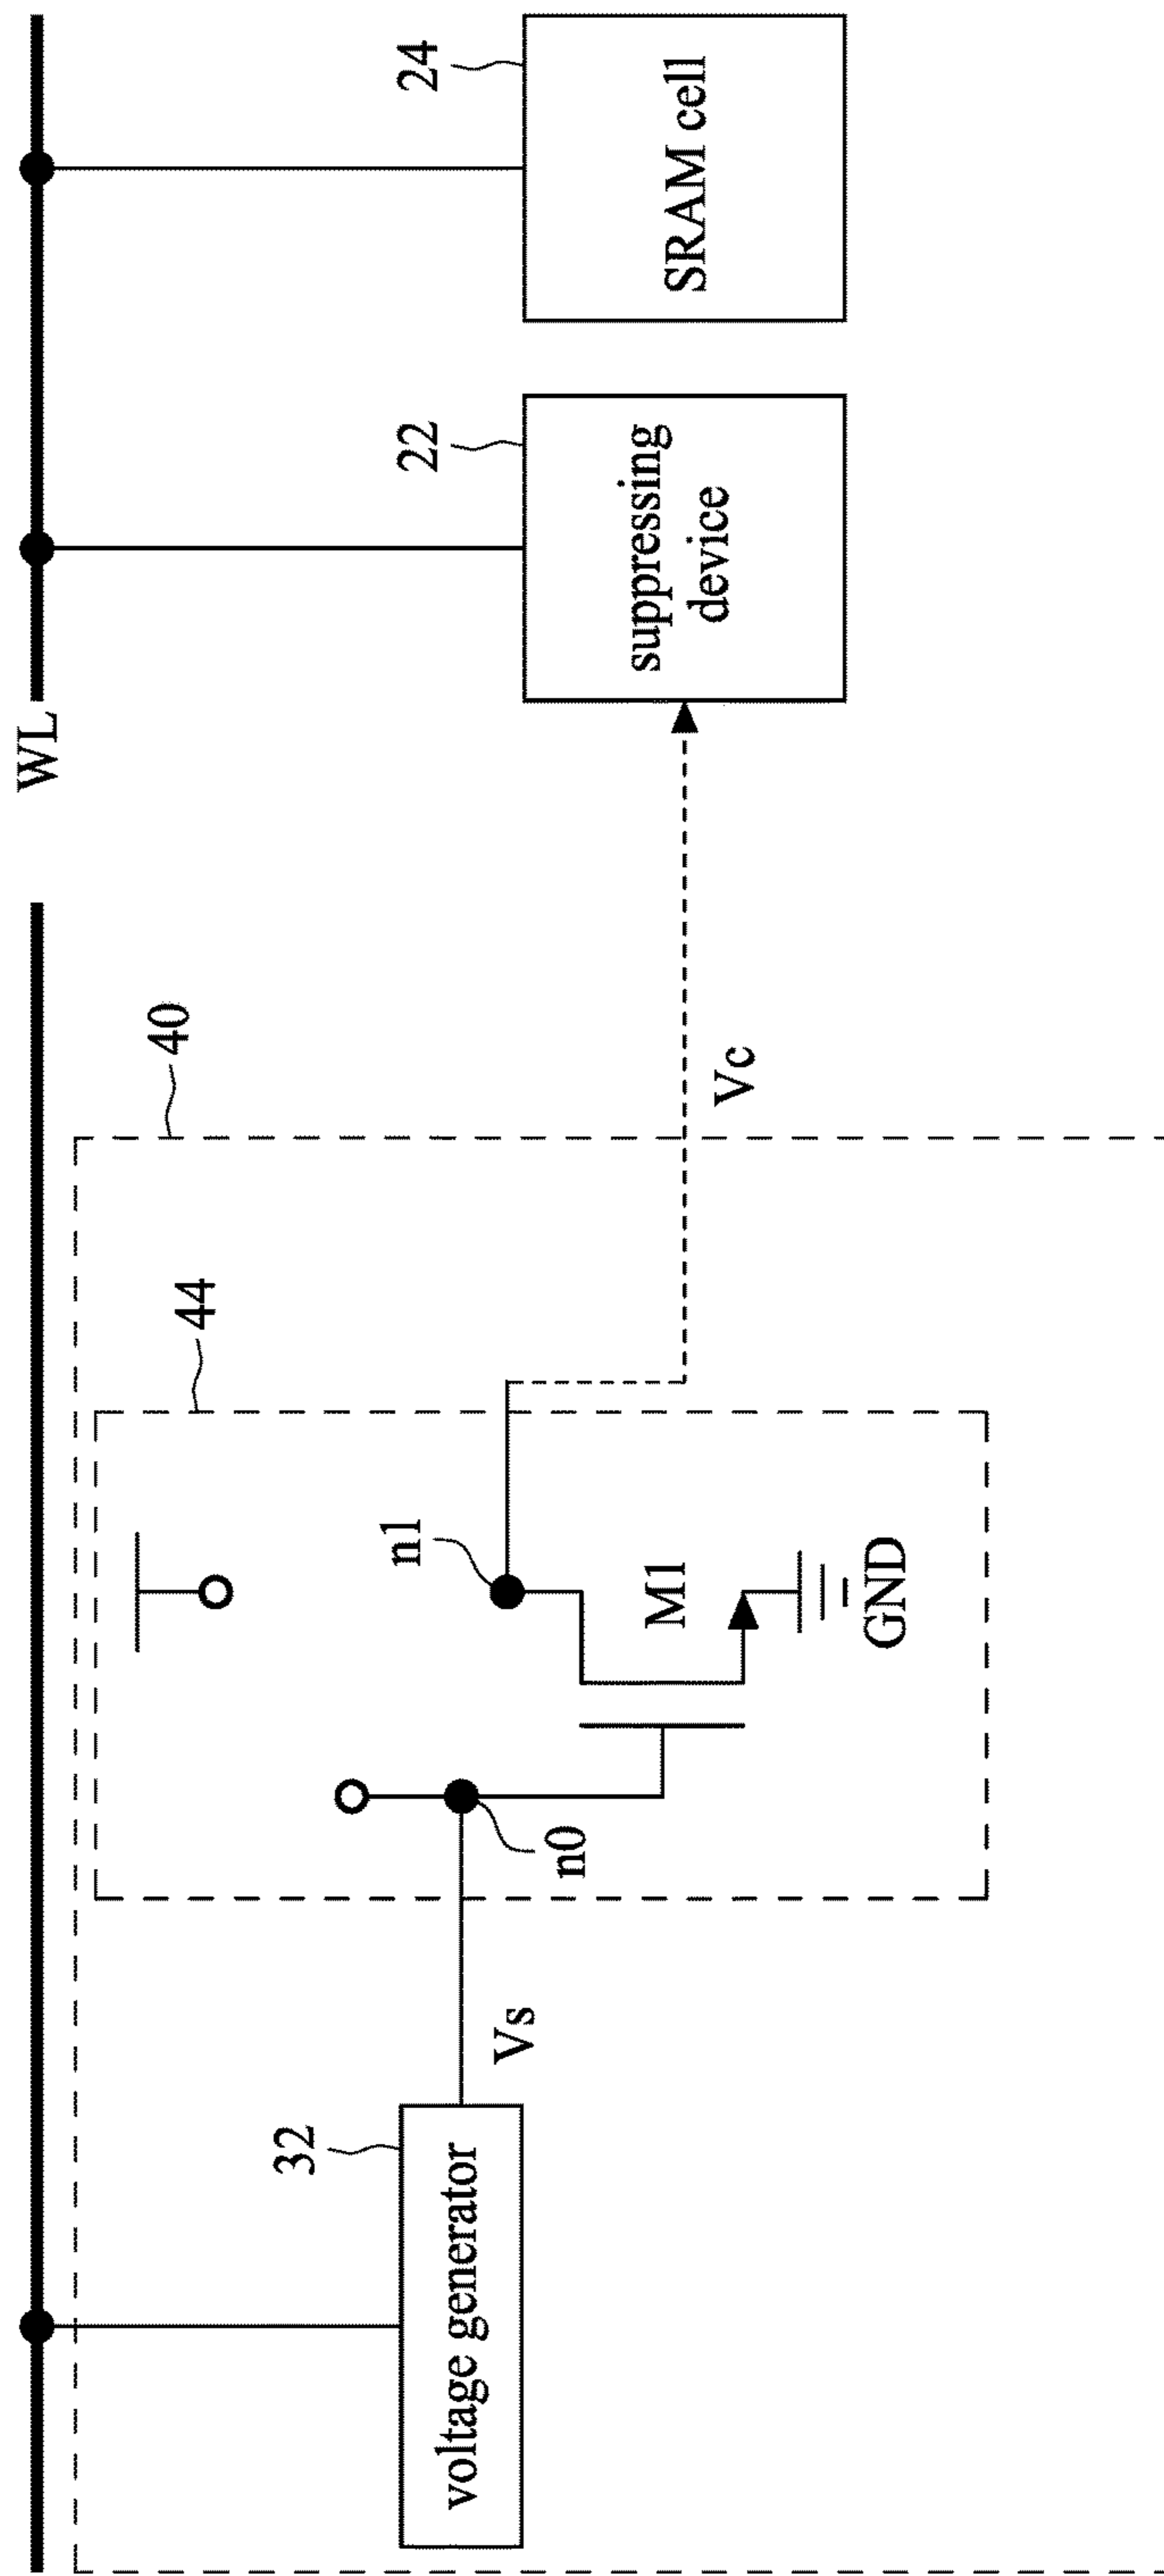 WL
24
SRAM cell
22
suppressing
device
40
Vc
44
n1
M1
GND
n0
Vs
32
voltage generator